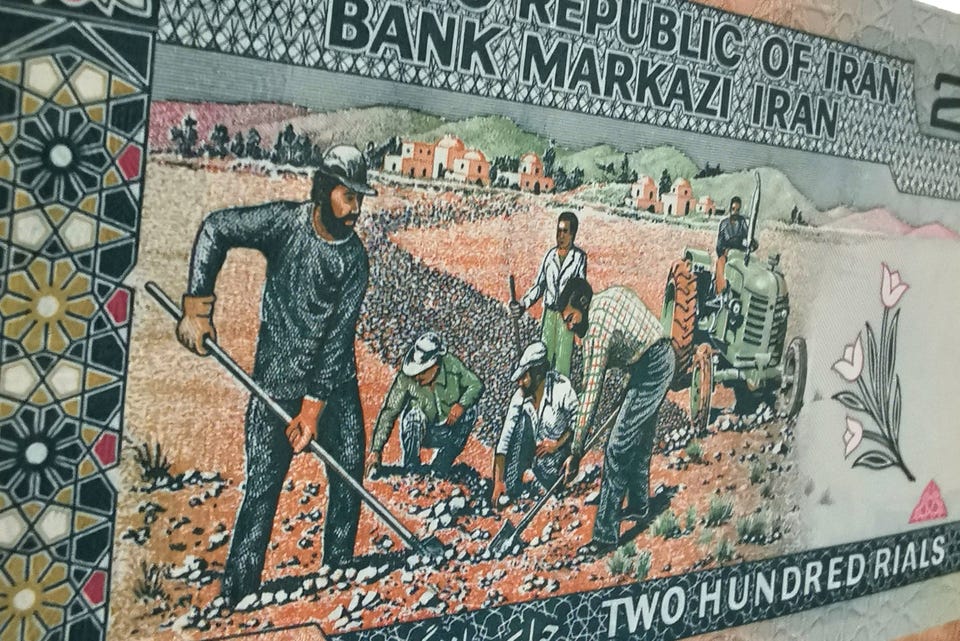 REPUBLIC OF IRAN
BANK MARKAZI IRAN
TWO HUNDRED RIALS